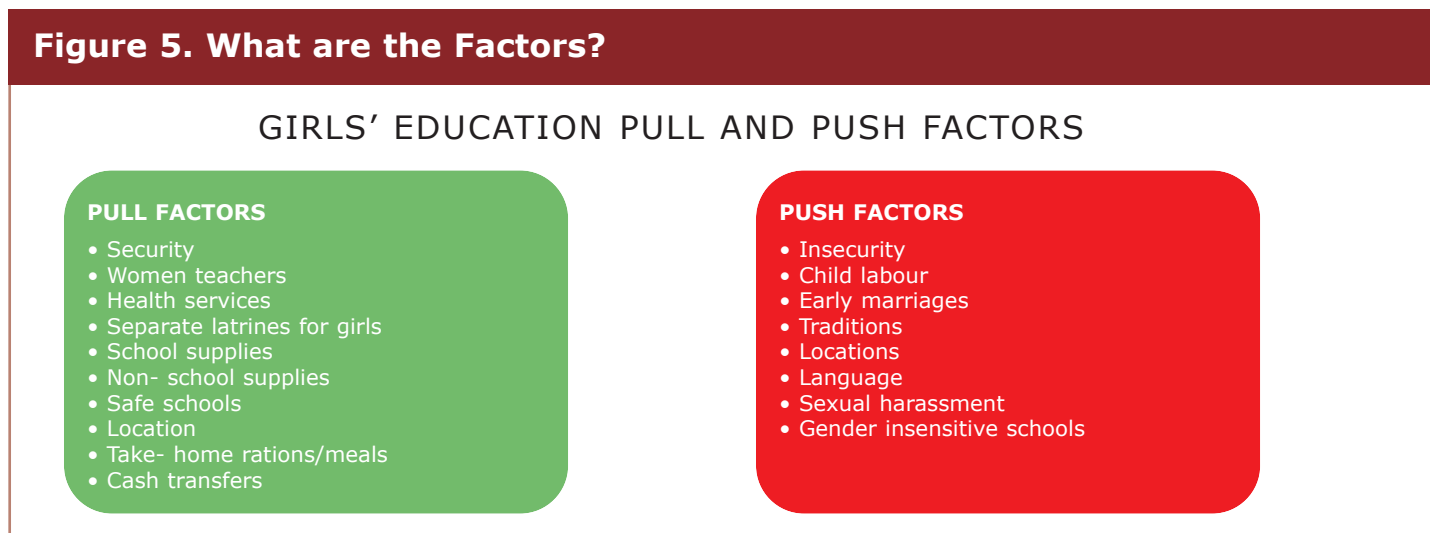 Figure 5. What are the Factors?
GIRLS’ EDUCATION PULL AND PUSH FACTORS
PULL FACTORS
• Security
• Women teachers
• Health services
• Separate latrines for girls
• School supplies
• Non- school supplies
• Safe schools
• Location
• Take- home rations/meals
• Cash transfers
PUSH FACTORS
• Insecurity
• Child labour
• Early marriages
• Traditions
• Locations
• Language
• Sexual harassment
• Gender insensitive schools